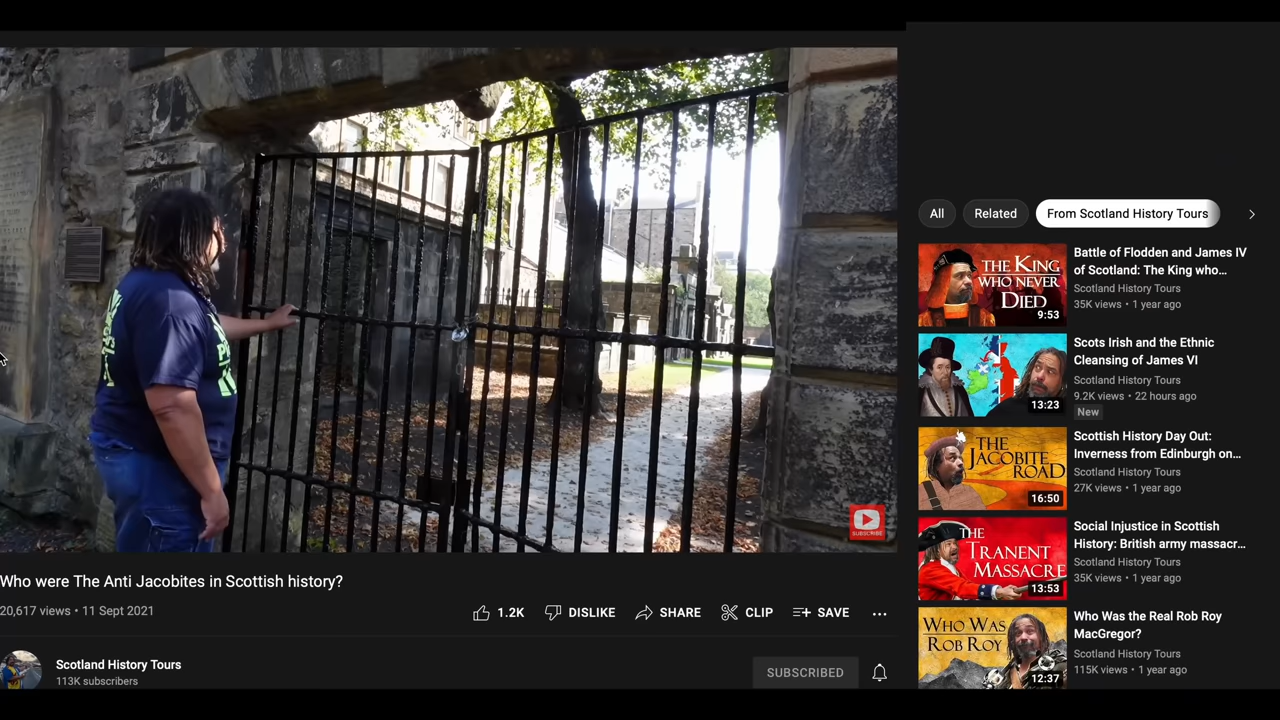 SUBSCRIBE
Who were The Anti Jacobites in Scottish history?
20,617 views • 11 Sept 2021
1.2K
DISLIKE
SHARE
CLIP
SAVE
Scotland History Tours
113K subscribers
SUBSCRIBED
All
Related
From Scotland History Tours
THE KING
WHO NEVER
DIED
9:53
Battle of Flodden and James IV
of Scotland: The King who...
Scotland History Tours
35K views • 1 year ago
13:23
Scots Irish and the Ethnic
Cleansing of James VI
Scotland History Tours
9.2K views • 22 hours ago
New
THE
JACOBITE
ROAD
16:50
Scottish History Day Out:
Inverness from Edinburgh on...
Scotland History Tours
27K views • 1 year ago
THE
TRANENT
MASSACRE
13:53
Social Injustice in Scottish
History: British army massacr...
Scotland History Tours
35K views • 1 year ago
WHO WAS
ROB ROY
12:37
Who Was the Real Rob Roy
MacGregor?
Scotland History Tours
115K views • 1 year ago